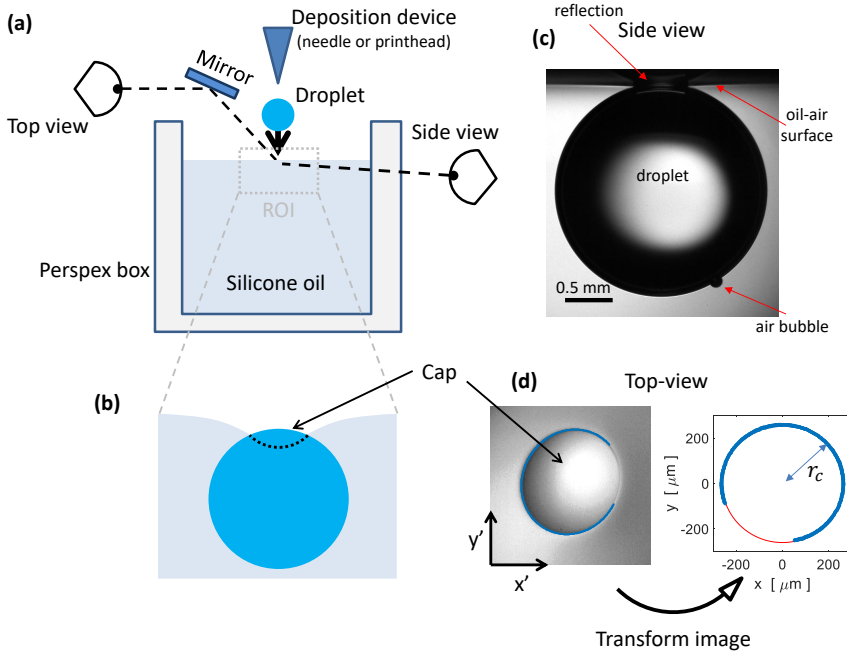 (a)
Deposition device
(needle or printhead)
Mirror
Droplet
Top view
Side view
ROI
Perspex box
Silicone oil
(b)
Cap
(c)
Side view
reflection
oil-air
surface
droplet
0.5 mm
air bubble
(d)
Top-view
y'
x'
y [ μm ]
200
0
-200
r_c
-200
0
200
x [ μm ]
Transform image